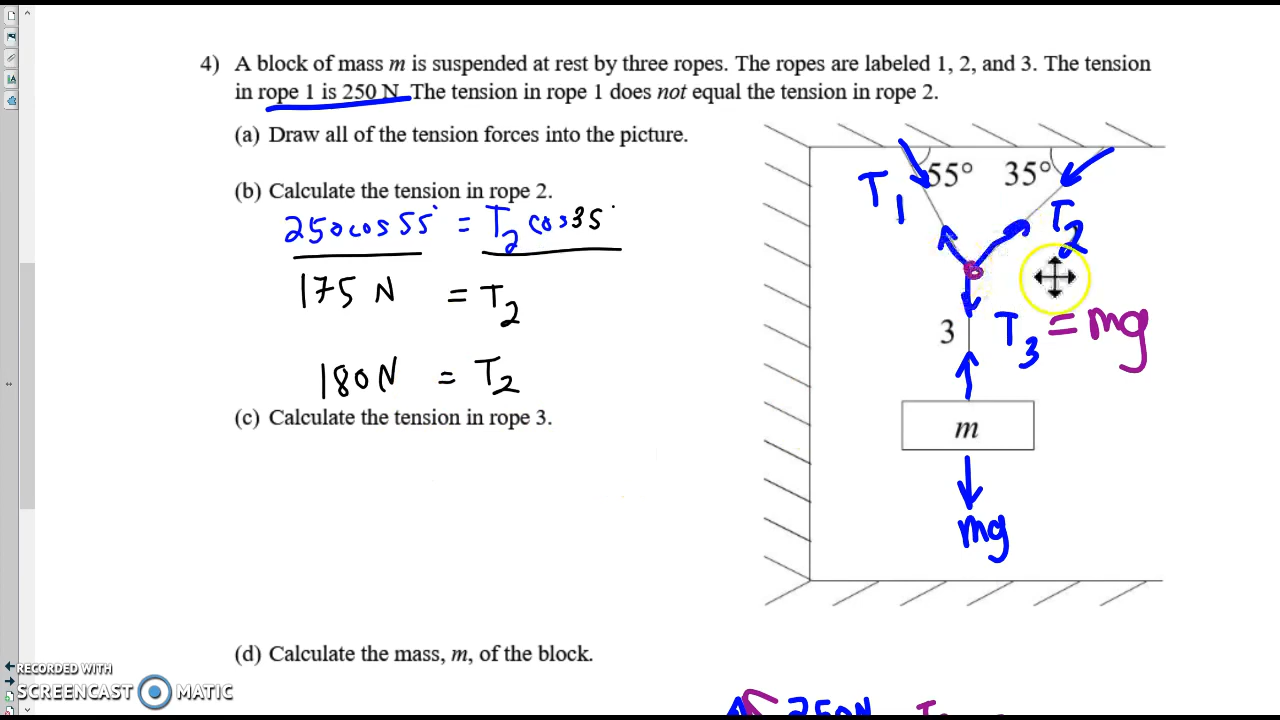 4) A block of mass m is suspended at rest by three ropes. The ropes are labeled 1, 2, and 3. The tension
in rope 1 is 250 N. The tension in rope 1 does not equal the tension in rope 2.
(a) Draw all of the tension forces into the picture.
(b) Calculate the tension in rope 2.
250cos55° = T2 cos35°
175 N = T2
180N = T2
(c) Calculate the tension in rope 3.
(d) Calculate the mass, m, of the block.
55° 35°
T1
T2
3 T3 = mg
m
mg
250N
RECORDED WITH
SCREENCAST MATIC